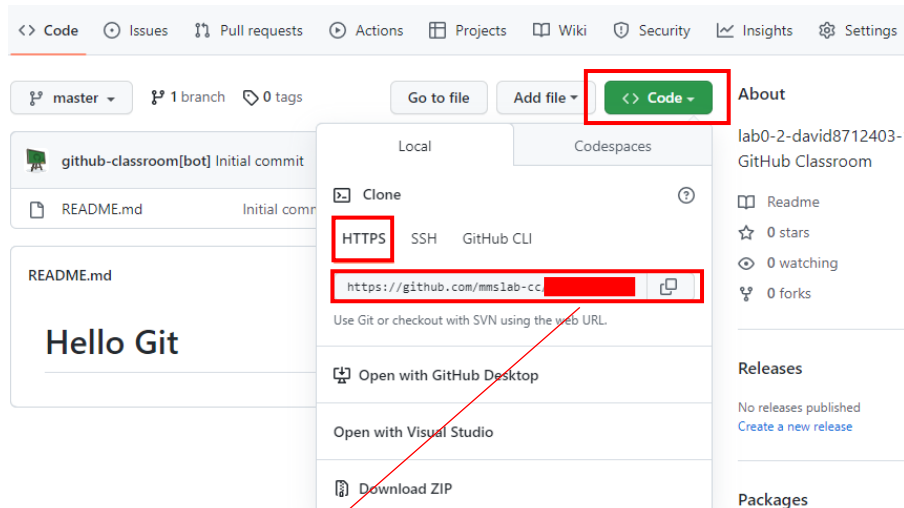 <> Code Issues Pull requests Actions Projects Wiki Security Insights Settings
master 1 branch 0 tags Go to file Add file <> Code
About
Local Codespaces
lab0-2-david8712403-
GitHub Classroom
github-classroom[bot] Initial commit
Clone
Readme
README.md Initial comm
HTTPS SSH GitHub CLI
0 stars
0 watching
README.md
https://github.com/mmslab-cc/
0 forks
Use Git or checkout with SVN using the web URL.
Hello Git
Open with GitHub Desktop
Releases
No releases published
Create a new release
Open with Visual Studio
Download ZIP
Packages